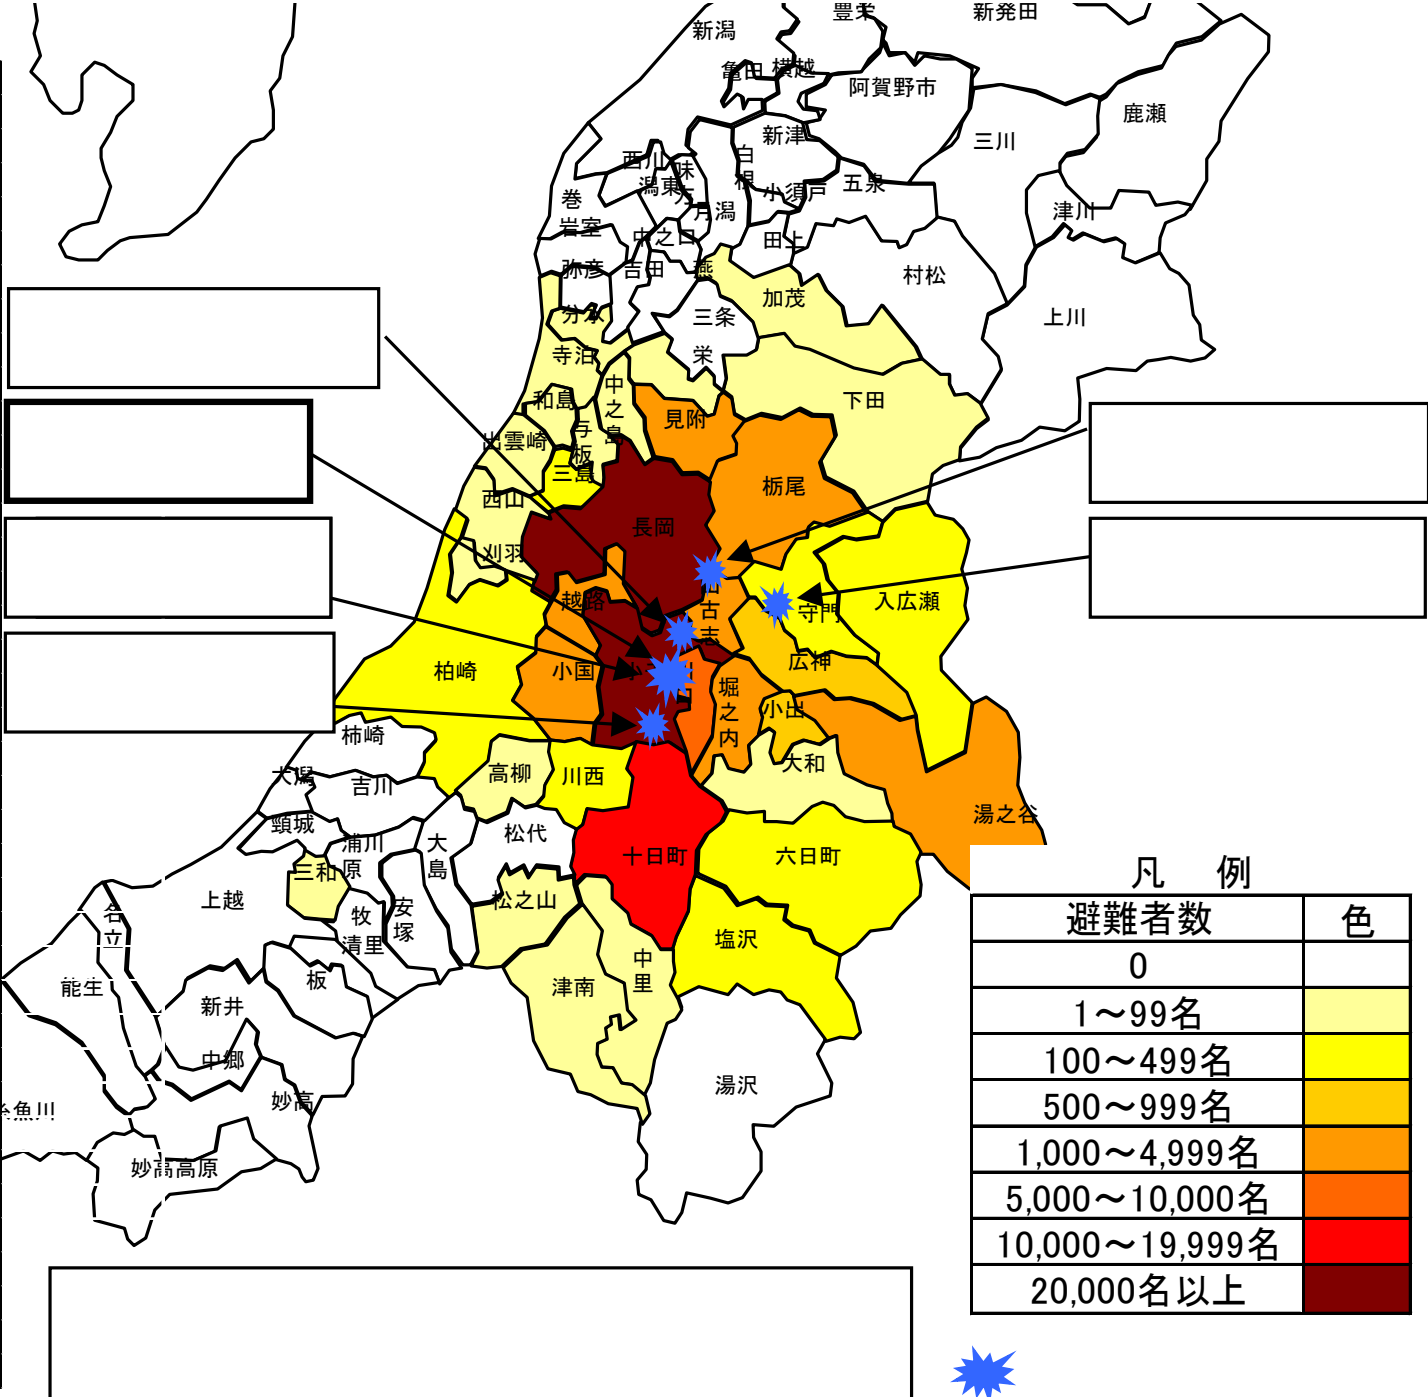 豊栄
新発田
新潟
亀田
横越
阿賀野市
鹿瀬
新津
三川
西川
味方
白根
潟東
小須戸
五泉
巻
月潟
津川
岩室
中之口
田上
弥彦
吉田
燕
村松
加茂
分水
三条
上川
寺泊
栄
中之島
和島
下田
見附
与板
出雲崎
三島
栃尾
西山
長岡
刈羽
越路
古志
守門
入広瀬
柏崎
小国
広神
堀之内
小出
柿崎
大潟
吉川
高柳
川西
大和
湯之谷
頸城
浦川原
大島
松代
十日町
六日町
三和
上越
牧
安塚
松之山
名立
清里
塩沢
中里
能生
板
津南
新井
中郷
湯沢
妙高
糸魚川
妙高高原
凡 例
避難者数 色
0
1～99名
100～499名
500～999名
1,000～4,999名
5,000～10,000名
10,000～19,999名
20,000名以上